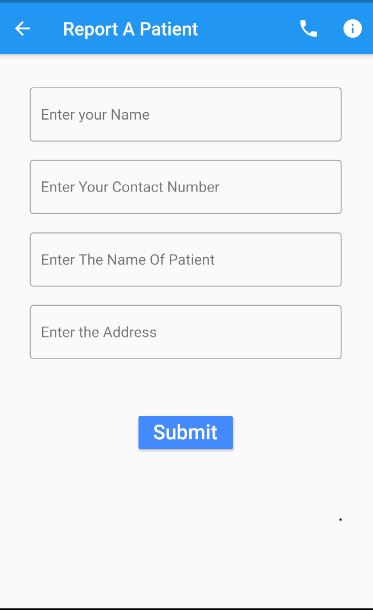 Report A Patient
Enter your Name
Enter Your Contact Number
Enter The Name Of Patient
Enter the Address
Submit
.